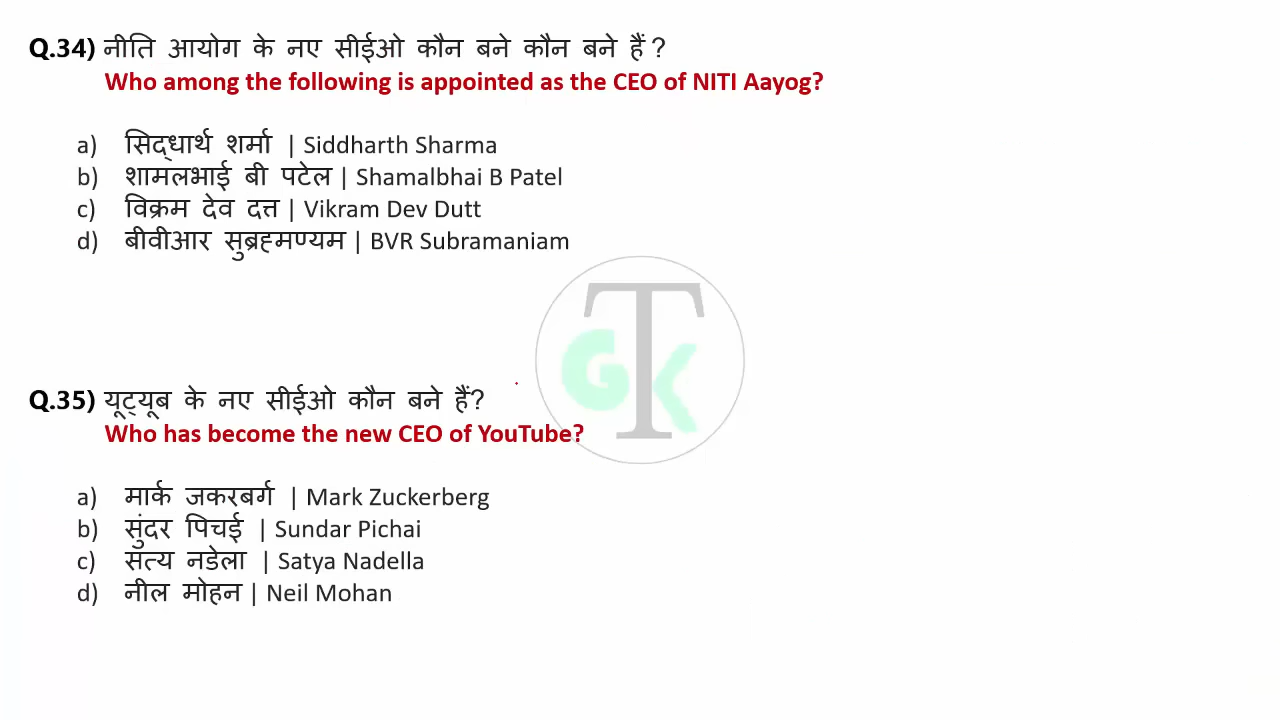 Q.34) नीति आयोग के नए सीईओ कौन बने कौन बने हैं ?
Who among the following is appointed as the CEO of NITI Aayog?
a) सिद्धार्थ शर्मा | Siddharth Sharma
b) शामलभाई बी पटेल | Shamalbhai B Patel
c) विक्रम देव दत्त | Vikram Dev Dutt
d) बीवीआर सुब्रह्मण्यम | BVR Subramaniam
T
GK
Q.35) यूट्यूब के नए सीईओ कौन बने हैं?
Who has become the new CEO of YouTube?
a) मार्क जकरबर्ग | Mark Zuckerberg
b) सुंदर पिचई | Sundar Pichai
c) सत्य नडेला | Satya Nadella
d) नील मोहन | Neil Mohan